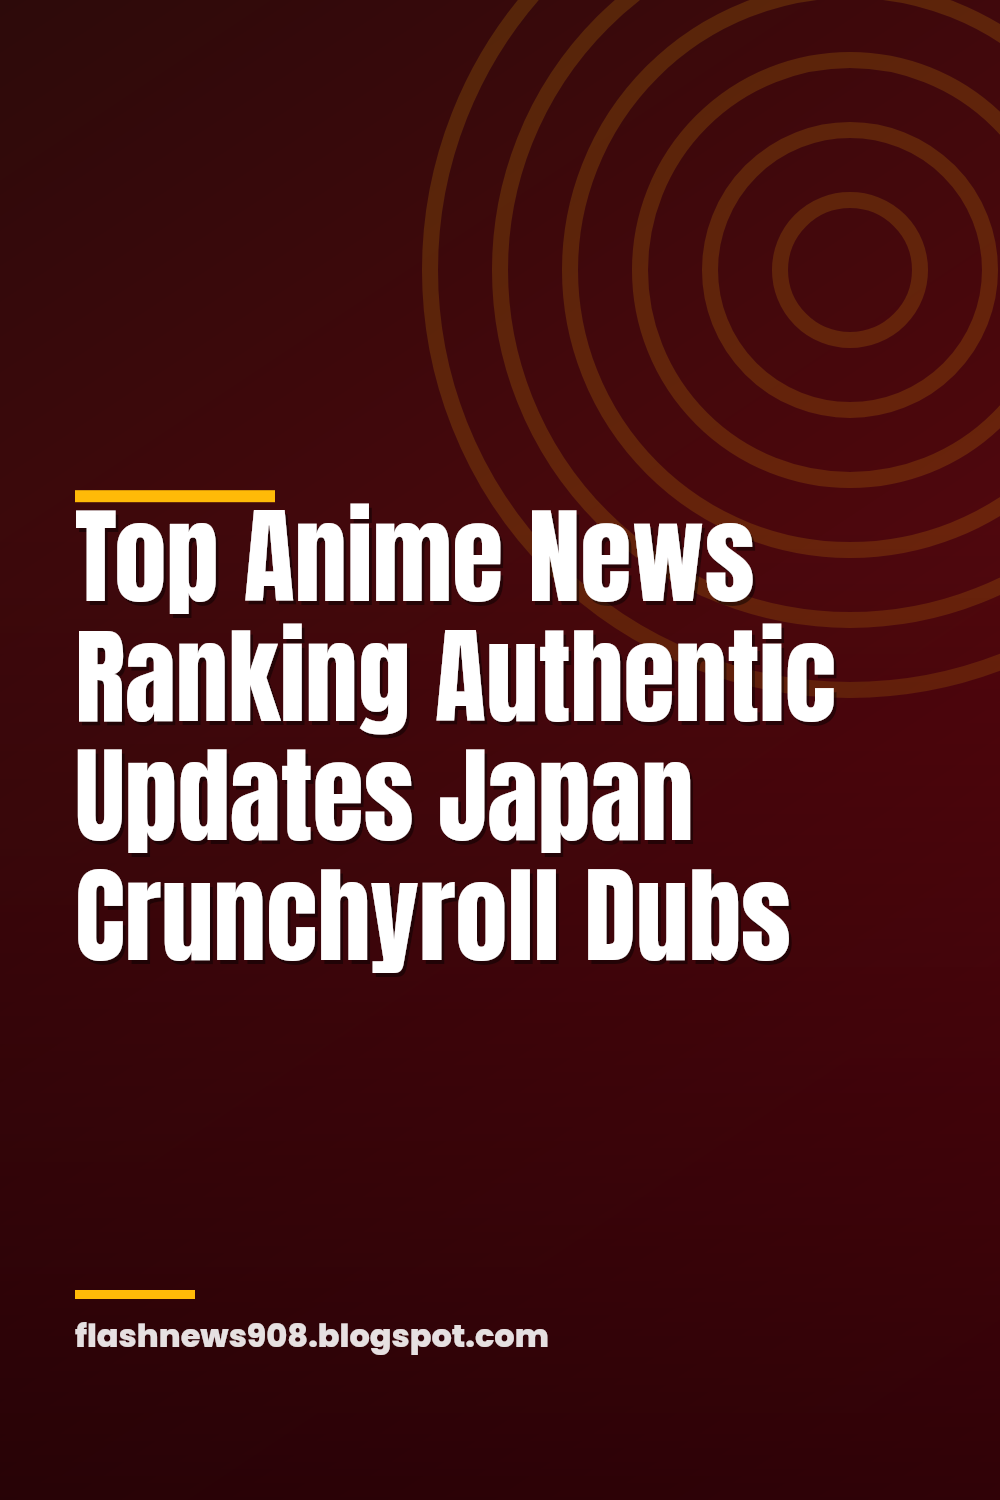 Top Anime News
Ranking Authentic
Updates Japan
Crunchyroll Dubs
flashnews908.blogspot.com